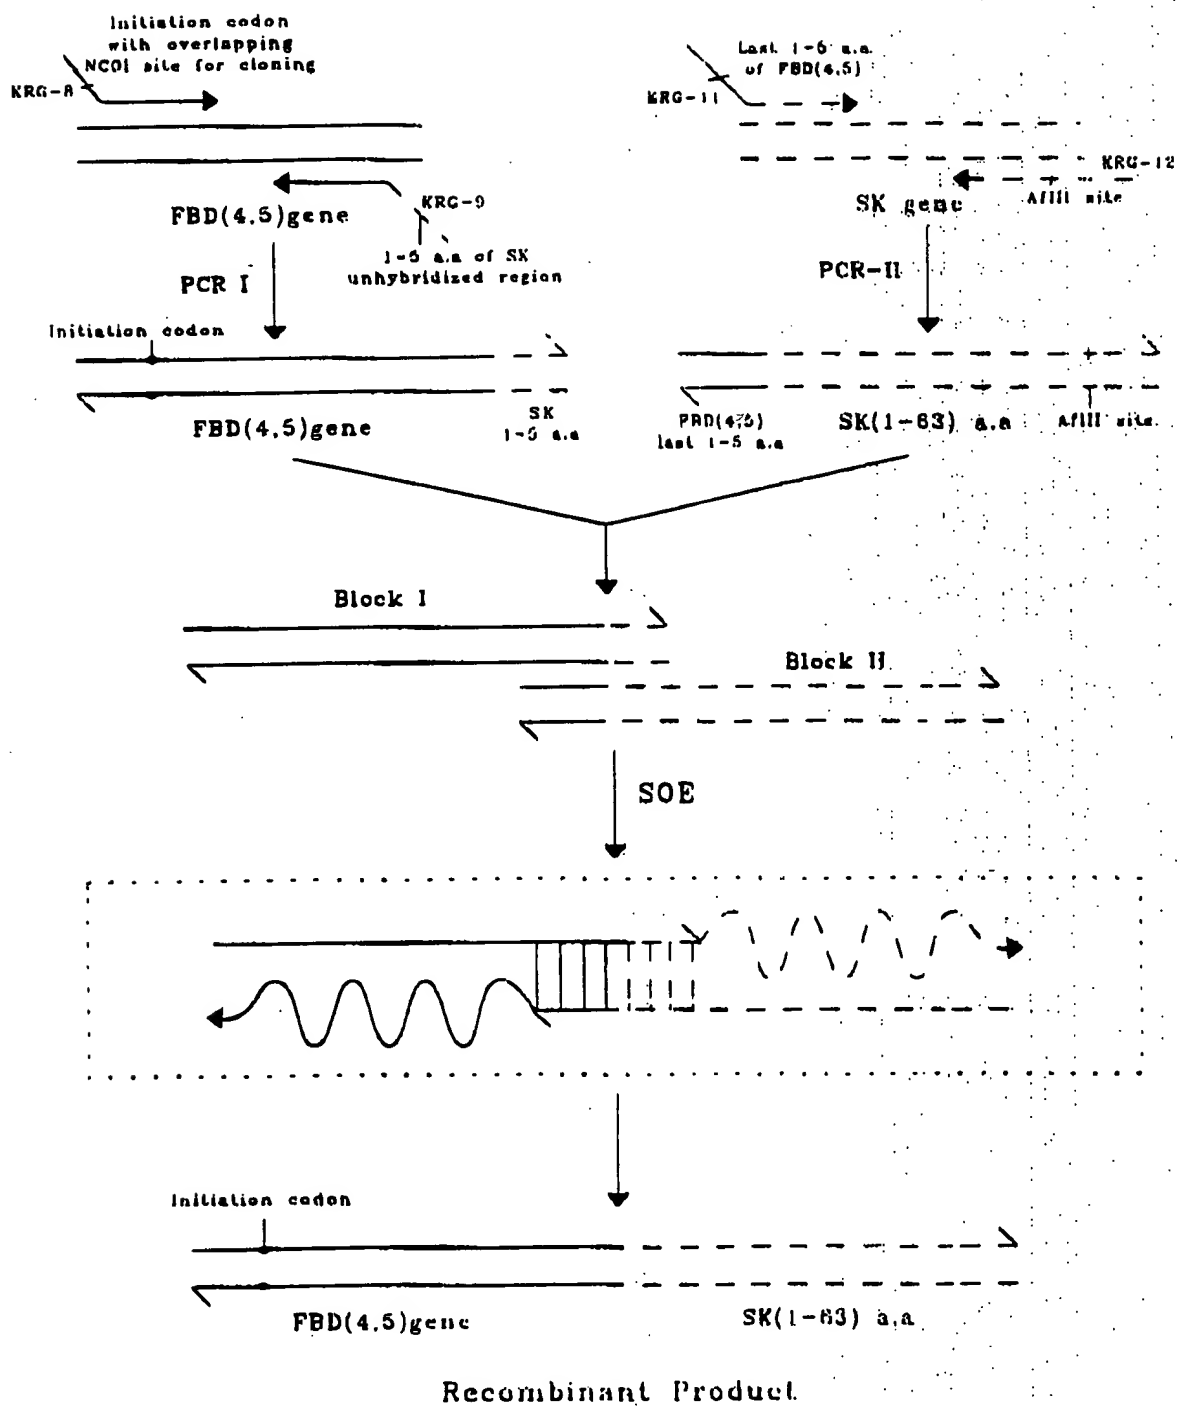 Initiation codon
with overlapping
NCOI site for cloning
KRG-8
FBD(4,5)gene
KRG-9
1-5 a.a of SK
unhybridized region
PCR I
Last 1-5 a.a.
of FBD(4,5)
KRG-11
KRG-12
AflII site
SK gene
PCR-II
Initiation codon
FBD(4,5)gene
SK
1-5 a.a
FBD(4,5)
last 1-5 a.a
SK(1-63) a.a
AflII site.
Block I
Block II
SOE
Initiation codon
FBD(4,5)gene
SK(1-63) a.a
Recombinant Product